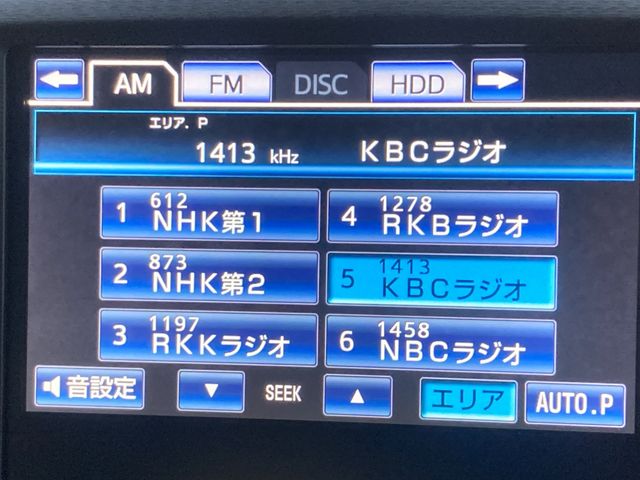 AM FM DISC HDD
エリア. P
1413 kHz KBCラジオ
1 612 NHK第1
4 1278 RKBラジオ
2 873 NHK第2
5 1413 KBCラジオ
3 1197 RKKラジオ
6 1458 NBCラジオ
音設定 ▼ SEEK ▲ エリア AUTO.P